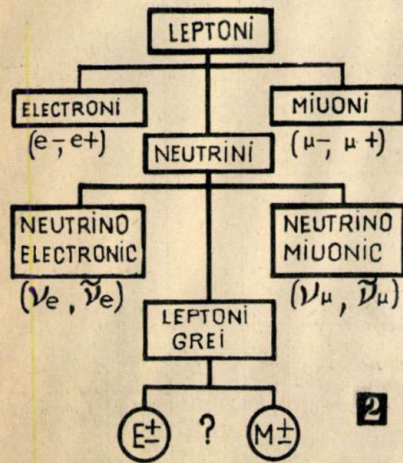 LEPTONI
ELECTRONI
(e-, e+)
MIUONI
(μ-, μ+)
NEUTRINI
NEUTRINO
ELECTRONIC
(νe, ν̃e)
NEUTRINO
MIUONIC
(νμ, ν̃μ)
LEPTONI
GREI
E± ? M±
2